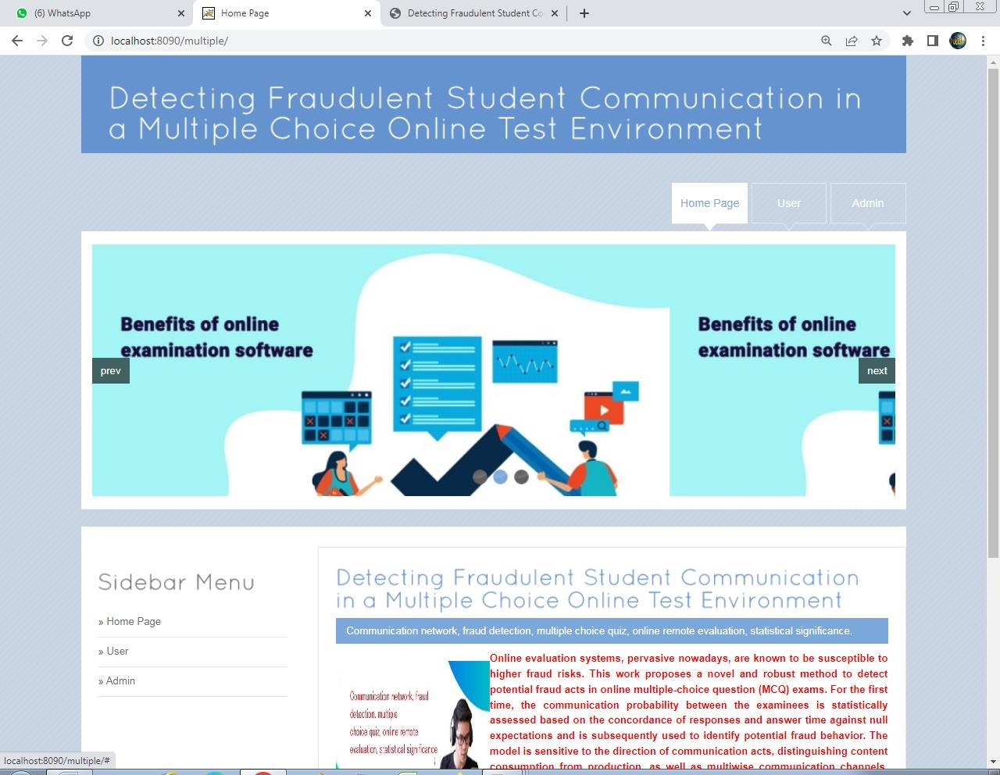 (6) WhatsApp
Home Page
Detecting Fraudulent Student Co
localhost:8090/multiple/
Detecting Fraudulent Student Communication in
a Multiple Choice Online Test Environment
Home Page
User
Admin
Benefits of online
examination software
Benefits of online
examination software
prev
next
Sidebar Menu
» Home Page
» User
» Admin
Detecting Fraudulent Student Communication
in a Multiple Choice Online Test Environment
Communication network, fraud detection, multiple choice quiz, online remote evaluation, statistical significance.
Communication network, fraud
detection, multiple
choice quiz, online remote
evaluation, statistical significance.
Online evaluation systems, pervasive nowadays, are known to be susceptible to
higher fraud risks. This work proposes a novel and robust method to detect
potential fraud acts in online multiple-choice question (MCQ) exams. For the first
time, the communication probability between the examinees is statistically
assessed based on the concordance of responses and answer time against null
expectations and is subsequently used to identify potential fraud behavior. The
model is sensitive to the direction of communication acts, distinguishing content
consumption from production, as well as multiwise communication channels,
localhost:8090/multiple/#